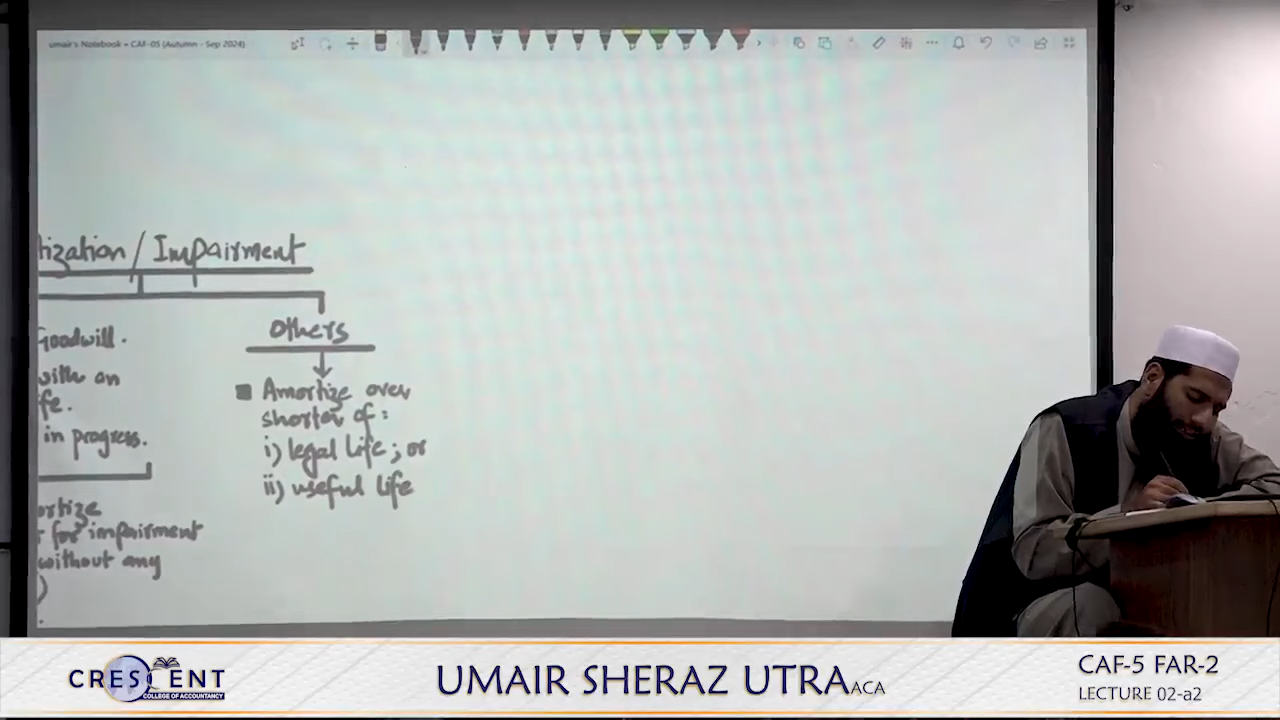 umair's Notebook • CAF-05 (Autumn - Sep 2024)
tization / Impairment
Goodwill.
with an
fe.
in progress.
ortize
for impairment
without any
)
Others
Amortize over
shorter of:
i) legal life; or
ii) useful life
CRESCENT
COLLEGE OF ACCOUNTANCY
UMAIR SHERAZ UTRA ACA
CAF-5 FAR-2
LECTURE 02-a2